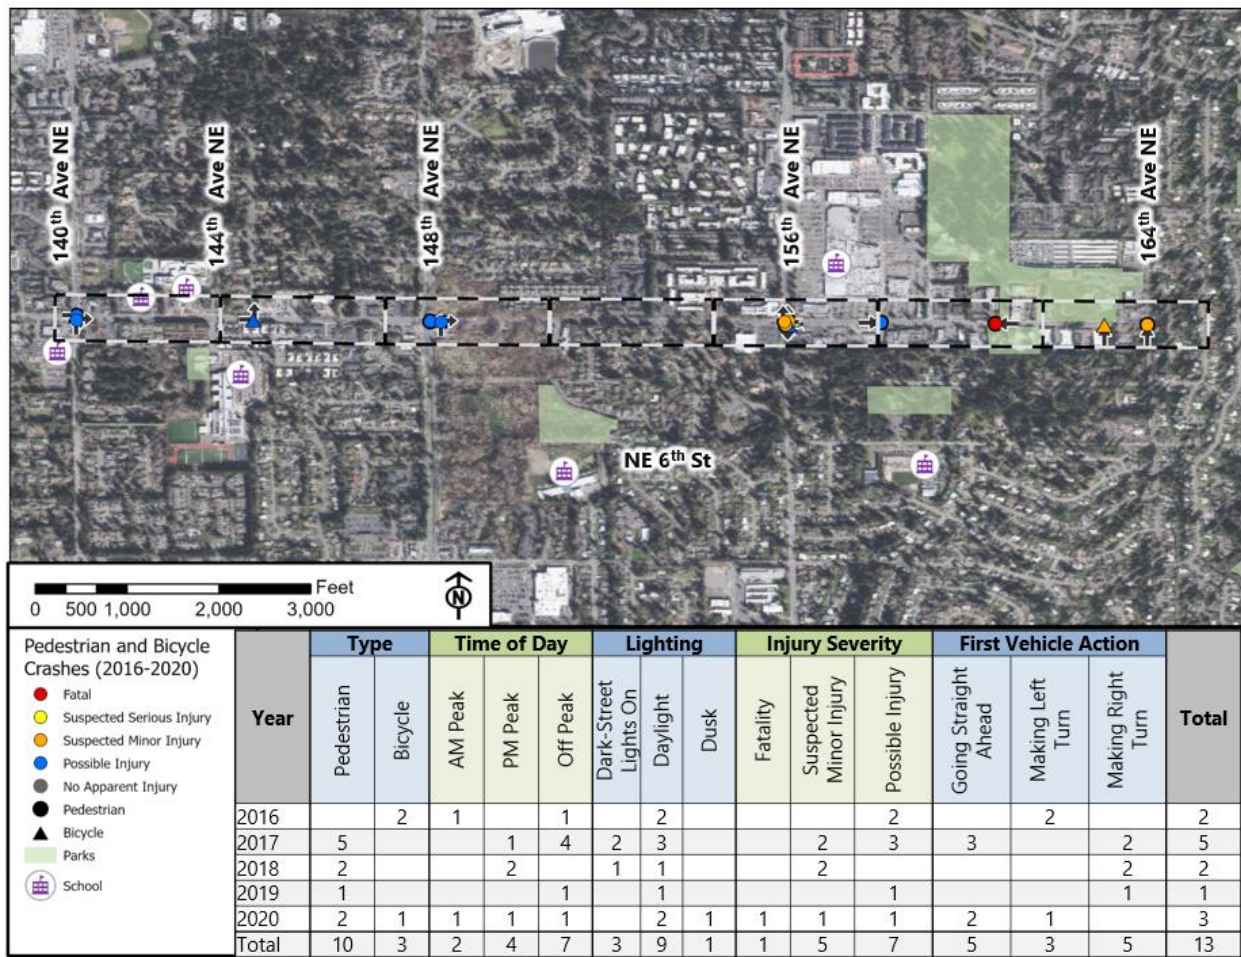 140th Ave NE
144th Ave NE
148th Ave NE
156th Ave NE
164th Ave NE
NE 6th St
Feet
0 500 1,000 2,000 3,000
N
Pedestrian and Bicycle
Crashes (2016-2020)
Fatal
Suspected Serious Injury
Suspected Minor Injury
Possible Injury
No Apparent Injury
Pedestrian
Bicycle
Parks
School
Year Type Time of Day Lighting Injury Severity First Vehicle Action Total
Pedestrian Bicycle AM Peak PM Peak Off Peak Dark-Street Lights On Daylight Dusk Fatality Suspected Minor Injury Possible Injury Going Straight Ahead Making Left Turn Making Right Turn
2016 2 1 1 2 2 2 2
2017 5 1 4 2 3 2 3 3 2 5
2018 2 2 1 1 2 2 2
2019 1 1 1 1 1 1
2020 2 1 1 1 1 2 1 1 1 1 2 1 3
Total 10 3 2 4 7 3 9 1 1 5 7 5 3 5 13